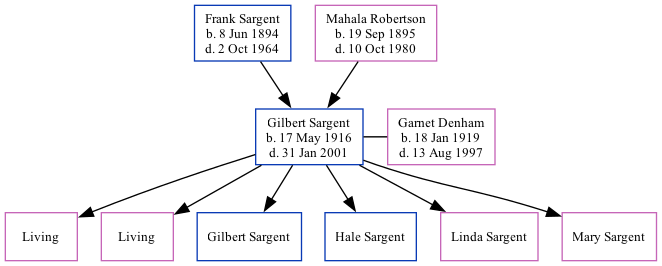 Frank Sargent
b. 8 Jun 1894
d. 2 Oct 1964
Mahala Robertson
b. 19 Sep 1895
d. 10 Oct 1980
Gilbert Sargent
b. 17 May 1916
d. 31 Jan 2001
Garnet Denham
b. 18 Jan 1919
d. 13 Aug 1997
Living
Living
Gilbert Sargent
Hale Sargent
Linda Sargent
Mary Sargent